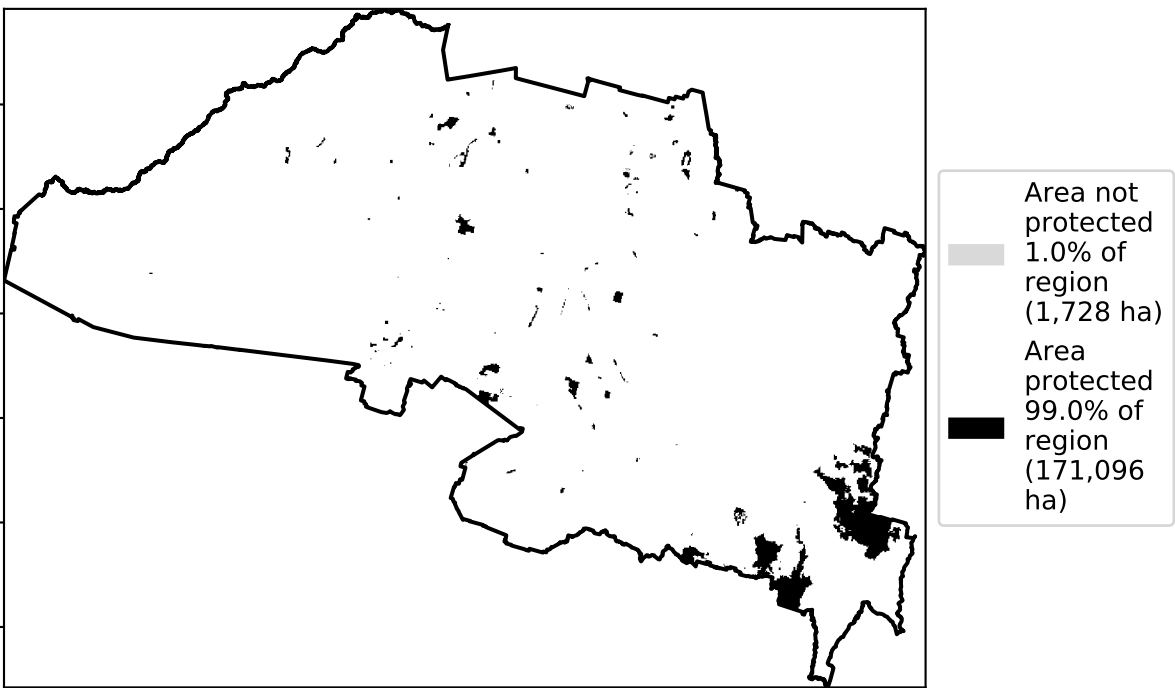 Area not
protected
1.0% of
region
(1,728 ha)
Area
protected
99.0% of
region
(171,096
ha)